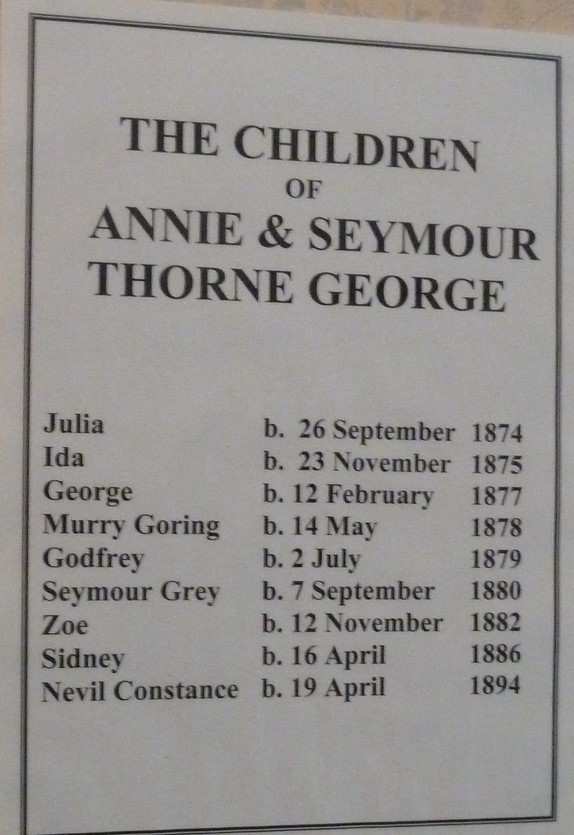 THE CHILDREN
OF
ANNIE & SEYMOUR
THORNE GEORGE
Julia b. 26 September 1874
Ida b. 23 November 1875
George b. 12 February 1877
Murry Goring b. 14 May 1878
Godfrey b. 2 July 1879
Seymour Grey b. 7 September 1880
Zoe b. 12 November 1882
Sidney b. 16 April 1886
Nevil Constance b. 19 April 1894